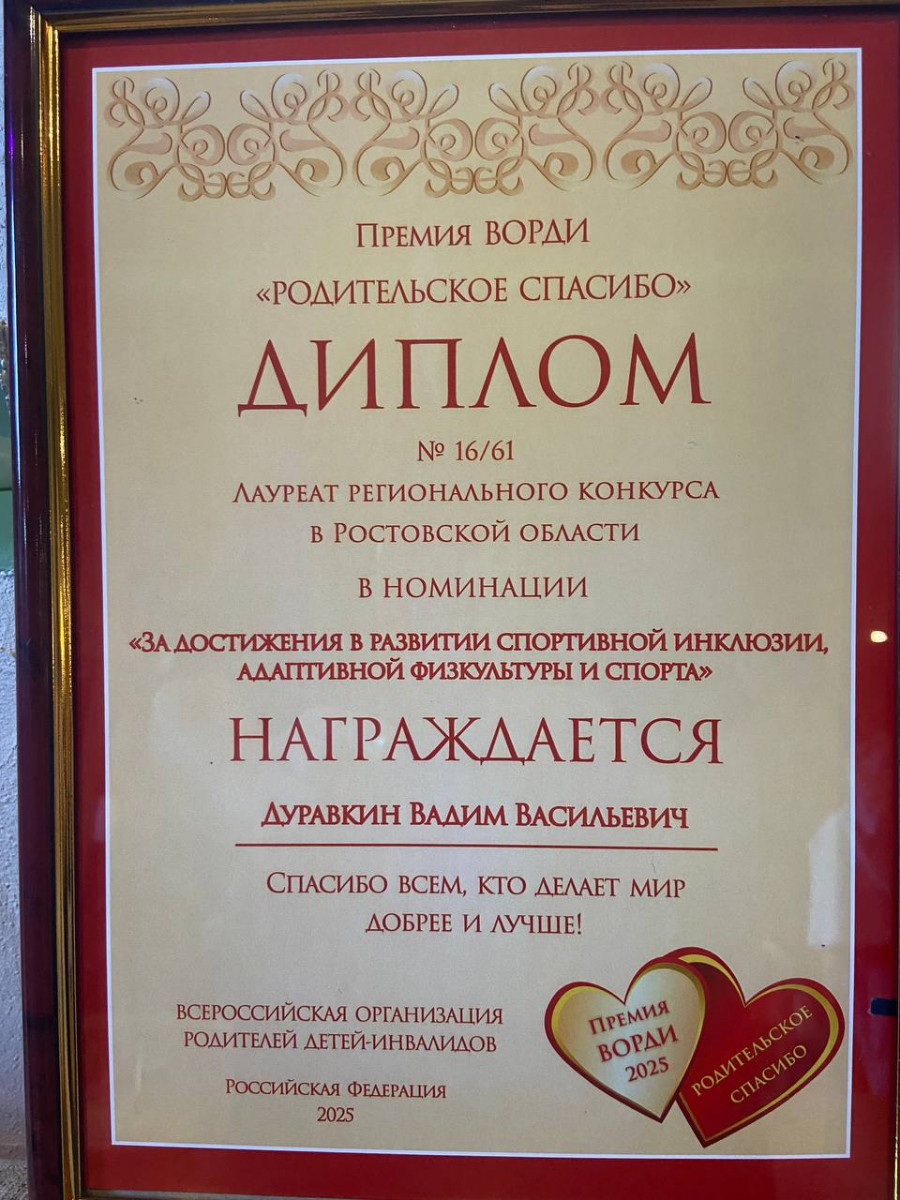 Премия ВОРДИ
«РОДИТЕЛЬСКОЕ СПАСИБО»
ДИПЛОМ
№ 16/61
Лауреат регионального конкурса
в Ростовской области
в номинации
«За достижения в развитии спортивной инклюзии,
адаптивной физкультуры и спорта»
НАГРАЖДАЕТСЯ
Дуравкин Вадим Васильевич
Спасибо всем, кто делает мир
добрее и лучше!
Всероссийская организация
родителей детей-инвалидов
Российская Федерация
2025
Премия
ВОРДИ
2025
РОДИТЕЛЬСКОЕ
СПАСИБО